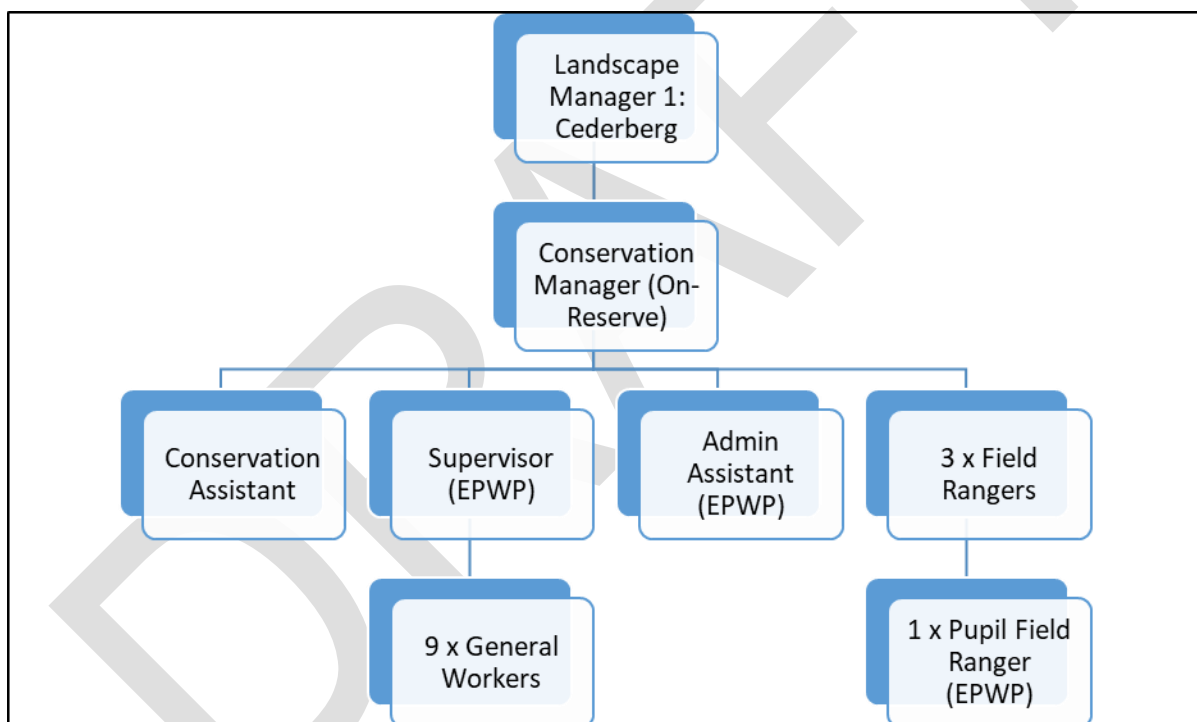 Landscape
Manager 1:
Cederberg
Conservation
Manager (On-
Reserve)
Conservation
Assistant
Supervisor
(EPWP)
Admin
Assistant
(EPWP)
3 x Field
Rangers
9 x General
Workers
1 x Pupil Field
Ranger
(EPWP)